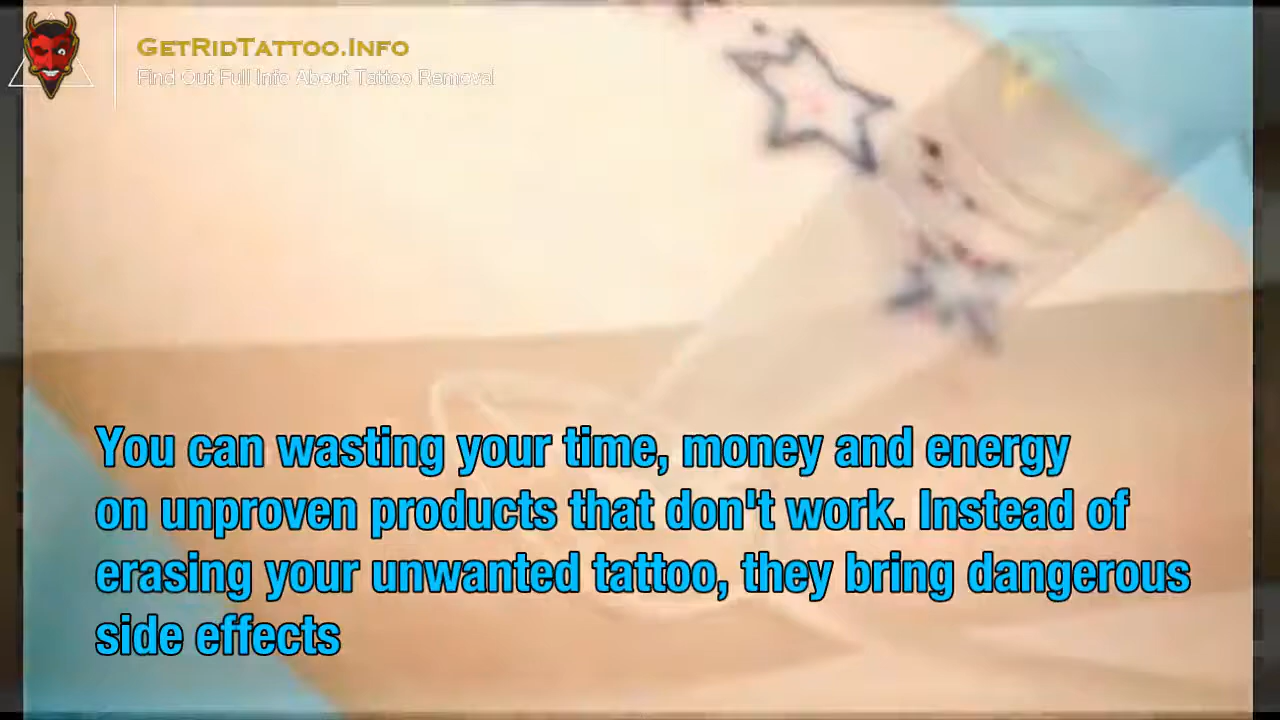 GetRidTattoo.Info
Find Out Full Info About Tattoo Removal
You can wasting your time, money and energy
on unproven products that don't work. Instead of
erasing your unwanted tattoo, they bring dangerous
side effects